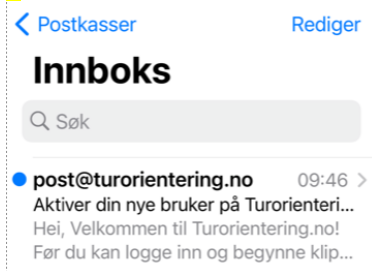 Postkasser Rediger
Innboks
Søk
post@turorientering.no 09:46
Aktiver din nye bruker på Turorienteri...
Hei, Velkommen til Turorientering.no!
Før du kan logge inn og begynne klip...